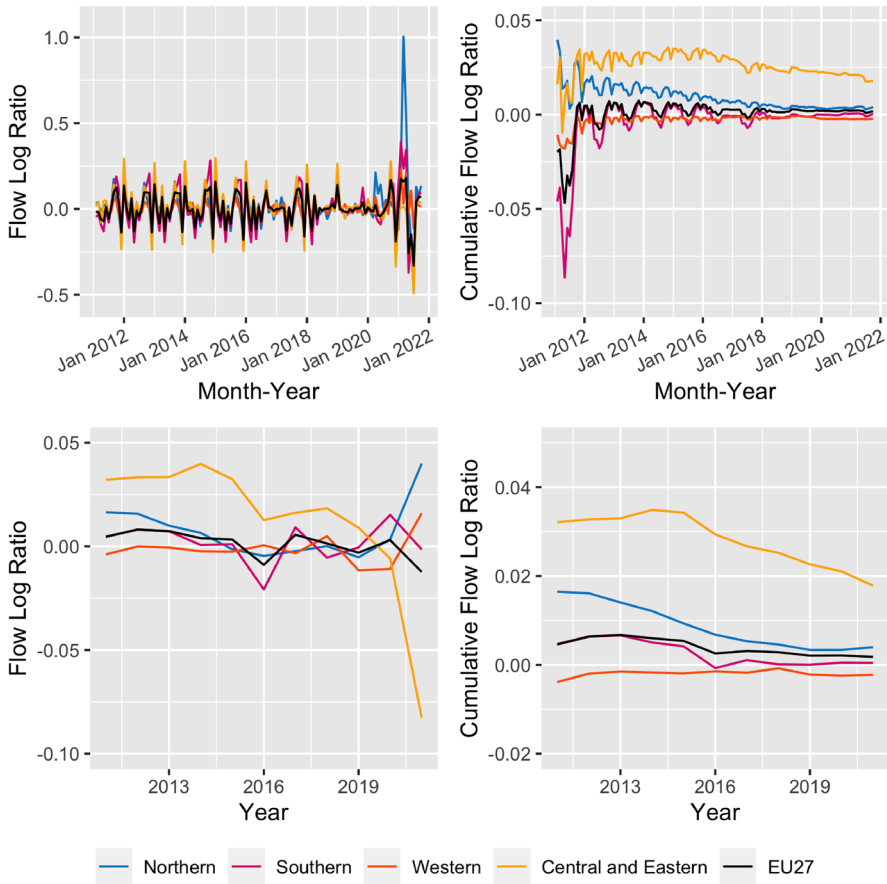 Flow Log Ratio
1.0
0.5
0.0
-0.5
Jan 2012
Jan 2014
Jan 2016
Jan 2018
Jan 2020
Jan 2022
Month-Year
Cumulative Flow Log Ratio
0.05
0.00
-0.05
-0.10
Jan 2012
Jan 2014
Jan 2016
Jan 2018
Jan 2020
Jan 2022
Month-Year
Flow Log Ratio
0.05
0.00
-0.05
-0.10
2013
2016
2019
Year
Cumulative Flow Log Ratio
0.04
0.02
0.00
-0.02
2013
2016
2019
Year
Northern
Southern
Western
Central and Eastern
EU27